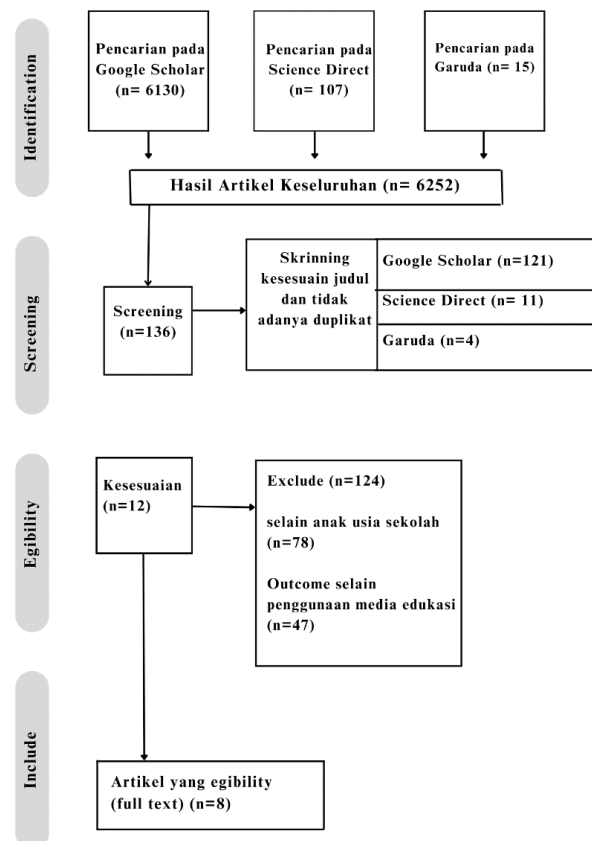 Identification
Pencarian pada
Google Scholar
(n= 6130)
Pencarian pada
Science Direct
(n= 107)
Pencarian pada
Garuda (n= 15)
Hasil Artikel Keseluruhan (n= 6252)
Screening
Screening
(n=136)
Skrinning
kesesuain judul
dan tidak
adanya duplikat
Google Scholar (n=121)
Science Direct (n= 11)
Garuda (n=4)
Egibility
Kesesuaian
(n=12)
Exclude (n=124)
selain anak usia sekolah
(n=78)
Outcome selain
penggunaan media edukasi
(n=47)
Include
Artikel yang egibility
(full text) (n=8)